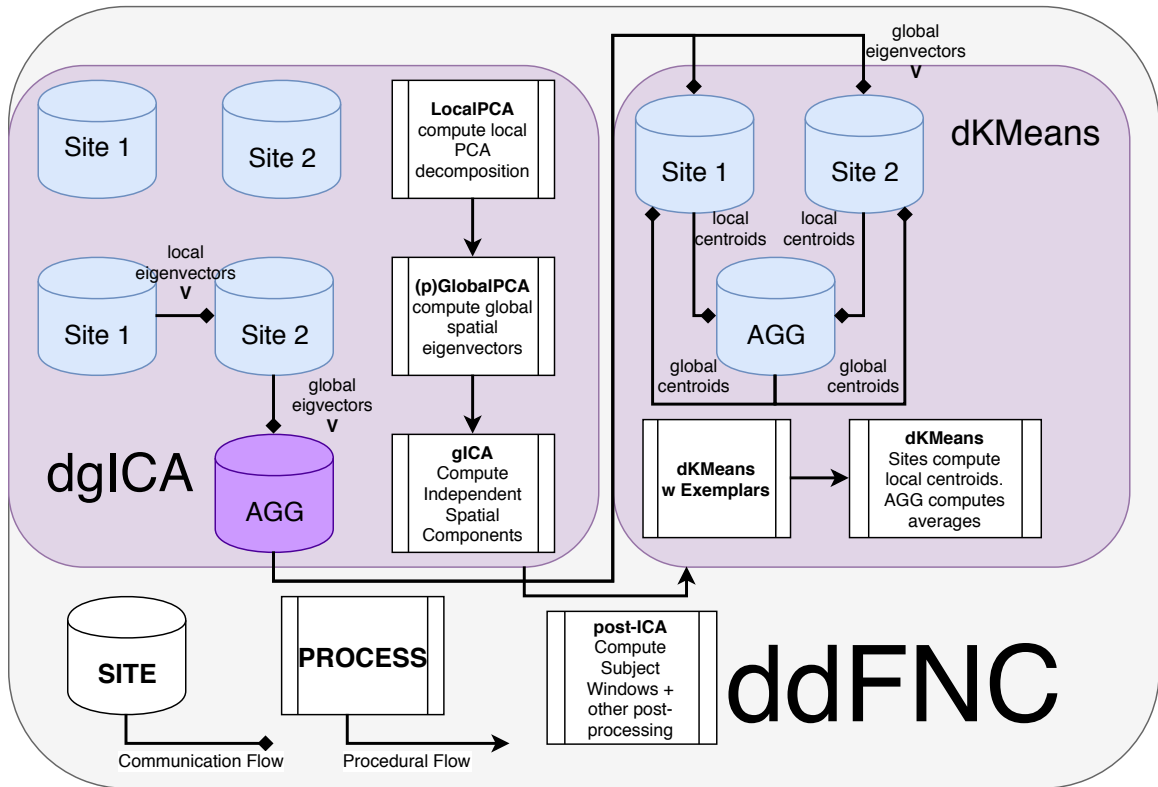 global
eigenvectors
V
Site 1
Site 2
LocalPCA
compute local
PCA
decomposition
local
eigenvectors
V
Site 1
Site 2
(p)GlobalPCA
compute global
spatial
eigenvectors
global
eigvectors
V
dgICA
AGG
gICA
Compute
Independent
Spatial
Components
dKMeans
Site 1
Site 2
local
centroids
local
centroids
AGG
global
centroids
global
centroids
dKMeans
w Exemplars
dKMeans
Sites compute
local centroids.
AGG computes
averages
SITE
Communication Flow
PROCESS
Procedural Flow
post-ICA
Compute
Subject
Windows +
other post-
processing
ddFNC